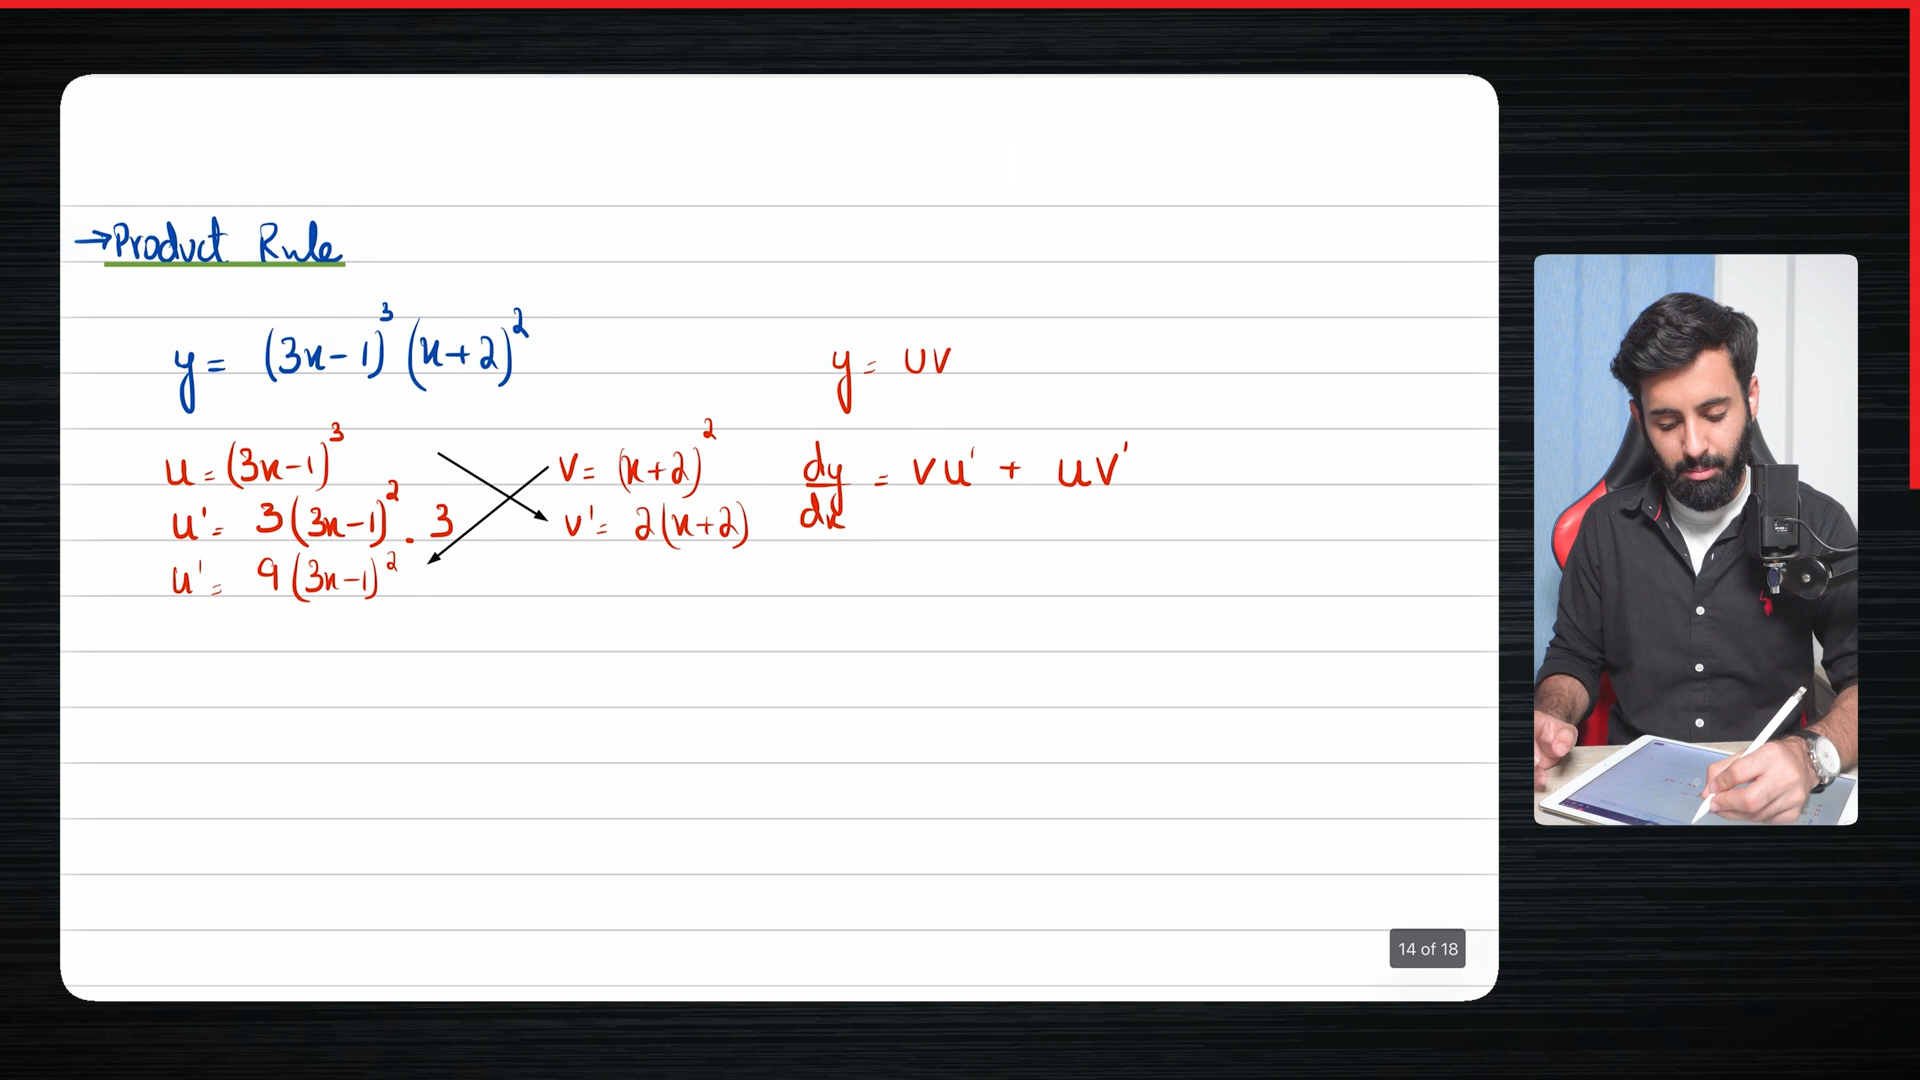 →Product Rule
y = (3x-1)³ (x+2)²
y = UV
u = (3x-1)³
v = (x+2)²
dy/dx = vu' + uv'
u' = 3(3x-1)² . 3
v' = 2(x+2)
u' = 9(3x-1)²
14 of 18